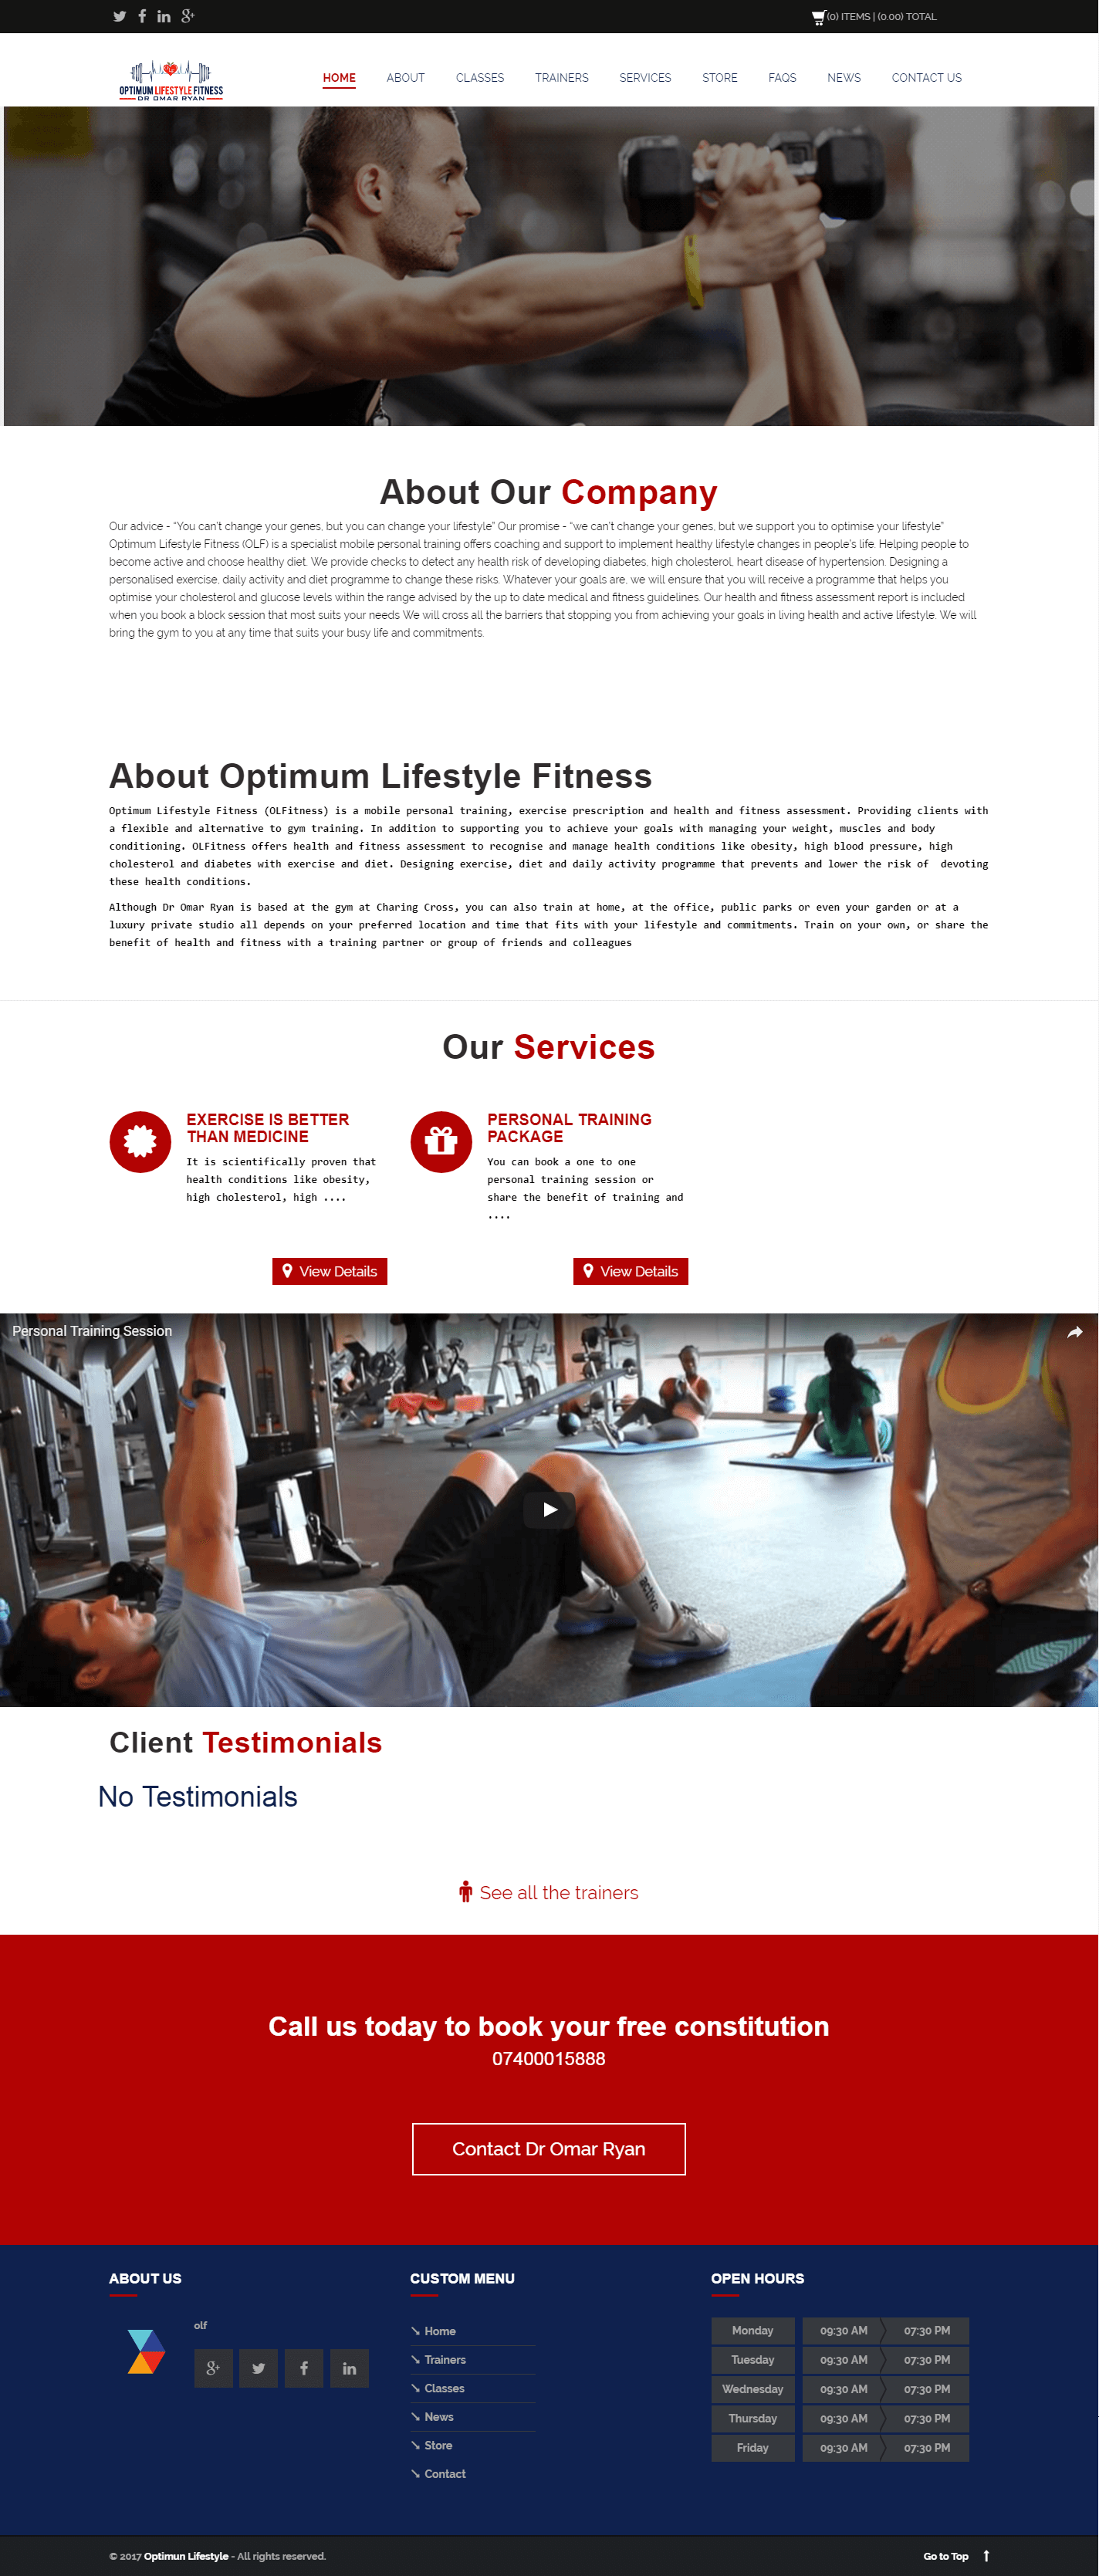 (0) ITEMS | (0.00) TOTAL
OPTIMUM LIFESTYLE FITNESS
DR OMAR RYAN
HOME ABOUT CLASSES TRAINERS SERVICES STORE FAQS NEWS CONTACT US
About Our Company
Our advice - “You can't change your genes, but you can change your lifestyle” Our promise - “we can't change your genes, but we support you to optimise your lifestyle”
Optimum Lifestyle Fitness (OLF) is a specialist mobile personal training offers coaching and support to implement healthy lifestyle changes in people's life. Helping people to
become active and choose healthy diet. We provide checks to detect any health risk of developing diabetes, high cholesterol, heart disease of hypertension. Designing a
personalised exercise, daily activity and diet programme to change these risks. Whatever your goals are, we will ensure that you will receive a programme that helps you
optimise your cholesterol and glucose levels within the range advised by the up to date medical and fitness guidelines. Our health and fitness assessment report is included
when you book a block session that most suits your needs We will cross all the barriers that stopping you from achieving your goals in living health and active lifestyle. We will
bring the gym to you at any time that suits your busy life and commitments.
About Optimum Lifestyle Fitness
Optimum Lifestyle Fitness (OLFitness) is a mobile personal training, exercise prescription and health and fitness assessment. Providing clients with
a flexible and alternative to gym training. In addition to supporting you to achieve your goals with managing your weight, muscles and body
conditioning. OLFitness offers health and fitness assessment to recognise and manage health conditions like obesity, high blood pressure, high
cholesterol and diabetes with exercise and diet. Designing exercise, diet and daily activity programme that prevents and lower the risk of devoting
these health conditions.
Although Dr Omar Ryan is based at the gym at Charing Cross, you can also train at home, at the office, public parks or even your garden or at a
luxury private studio all depends on your preferred location and time that fits with your lifestyle and commitments. Train on your own, or share the
benefit of health and fitness with a training partner or group of friends and colleagues
Our Services
EXERCISE IS BETTER
THAN MEDICINE
It is scientifically proven that
health conditions like obesity,
high cholesterol, high ....
View Details
PERSONAL TRAINING
PACKAGE
You can book a one to one
personal training session or
share the benefit of training and
....
View Details
Personal Training Session
Client Testimonials
No Testimonials
See all the trainers
Call us today to book your free constitution
07400015888
Contact Dr Omar Ryan
ABOUT US
olf
CUSTOM MENU
Home
Trainers
Classes
News
Store
Contact
OPEN HOURS
Monday 09:30 AM 07:30 PM
Tuesday 09:30 AM 07:30 PM
Wednesday 09:30 AM 07:30 PM
Thursday 09:30 AM 07:30 PM
Friday 09:30 AM 07:30 PM
© 2017 Optimun Lifestyle - All rights reserved.
Go to Top